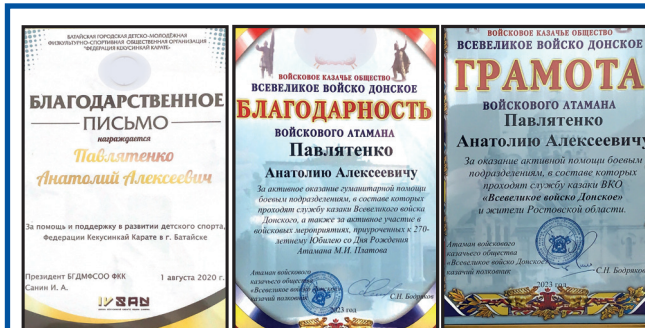 БАТАЙСКАЯ ГОРОДСКАЯ ДЕТСКО-МОЛОДЁЖНАЯ
ФИЗКУЛЬТУРНО-СПОРТИВНАЯ ОБЩЕСТВЕННАЯ ОРГАНИЗАЦИЯ
"ФЕДЕРАЦИЯ КЕКУСИНКАЙ КАРАТЕ"
БЛАГОДАРСТВЕННОЕ
ПИСЬМО
награждается
Павлятенко
Анатолий Алексеевич
За помощь и поддержку в развитии детского спорта,
Федерации Кекусинкай Карате в г. Батайске
Президент БГДМФСОО ФКК
Санин И. А.
1 августа 2020 г.
ВОЙСКОВОЕ КАЗАЧЬЕ ОБЩЕСТВО
ВСЕВЕЛИКОЕ ВОЙСКО ДОНСКОЕ
БЛАГОДАРНОСТЬ
ВОЙСКОВОГО АТАМАНА
Павлятенко
Анатолию Алексеевичу
За активное оказание гуманитарной помощи
боевым подразделениям, в составе которых
проходят службу казаки Всевеликого войска
Донского, а также за активное участие в
войсковых мероприятиях, приуроченных к 270-
летнему Юбилею со Дня Рождения
Атамана М.И. Платова
Атаман войскового
казачьего общества
«Всевеликое войско Донское»
казачий полковник
С.Н. Бодряков
2023 год
ВОЙСКОВОЕ КАЗАЧЬЕ ОБЩЕСТВО
ВСЕВЕЛИКОЕ ВОЙСКО ДОНСКОЕ
ГРАМОТА
ВОЙСКОВОГО АТАМАНА
Павлятенко
Анатолию Алексеевичу
За оказание активной помощи боевым
подразделениям, в составе которых
проходят службу казаки ВКО
«Всевеликое войско Донское»
и жители Ростовской области.
Атаман войскового
казачьего общества
«Всевеликое войско Донское»
казачий полковник
С.Н. Бодряков
2023 год